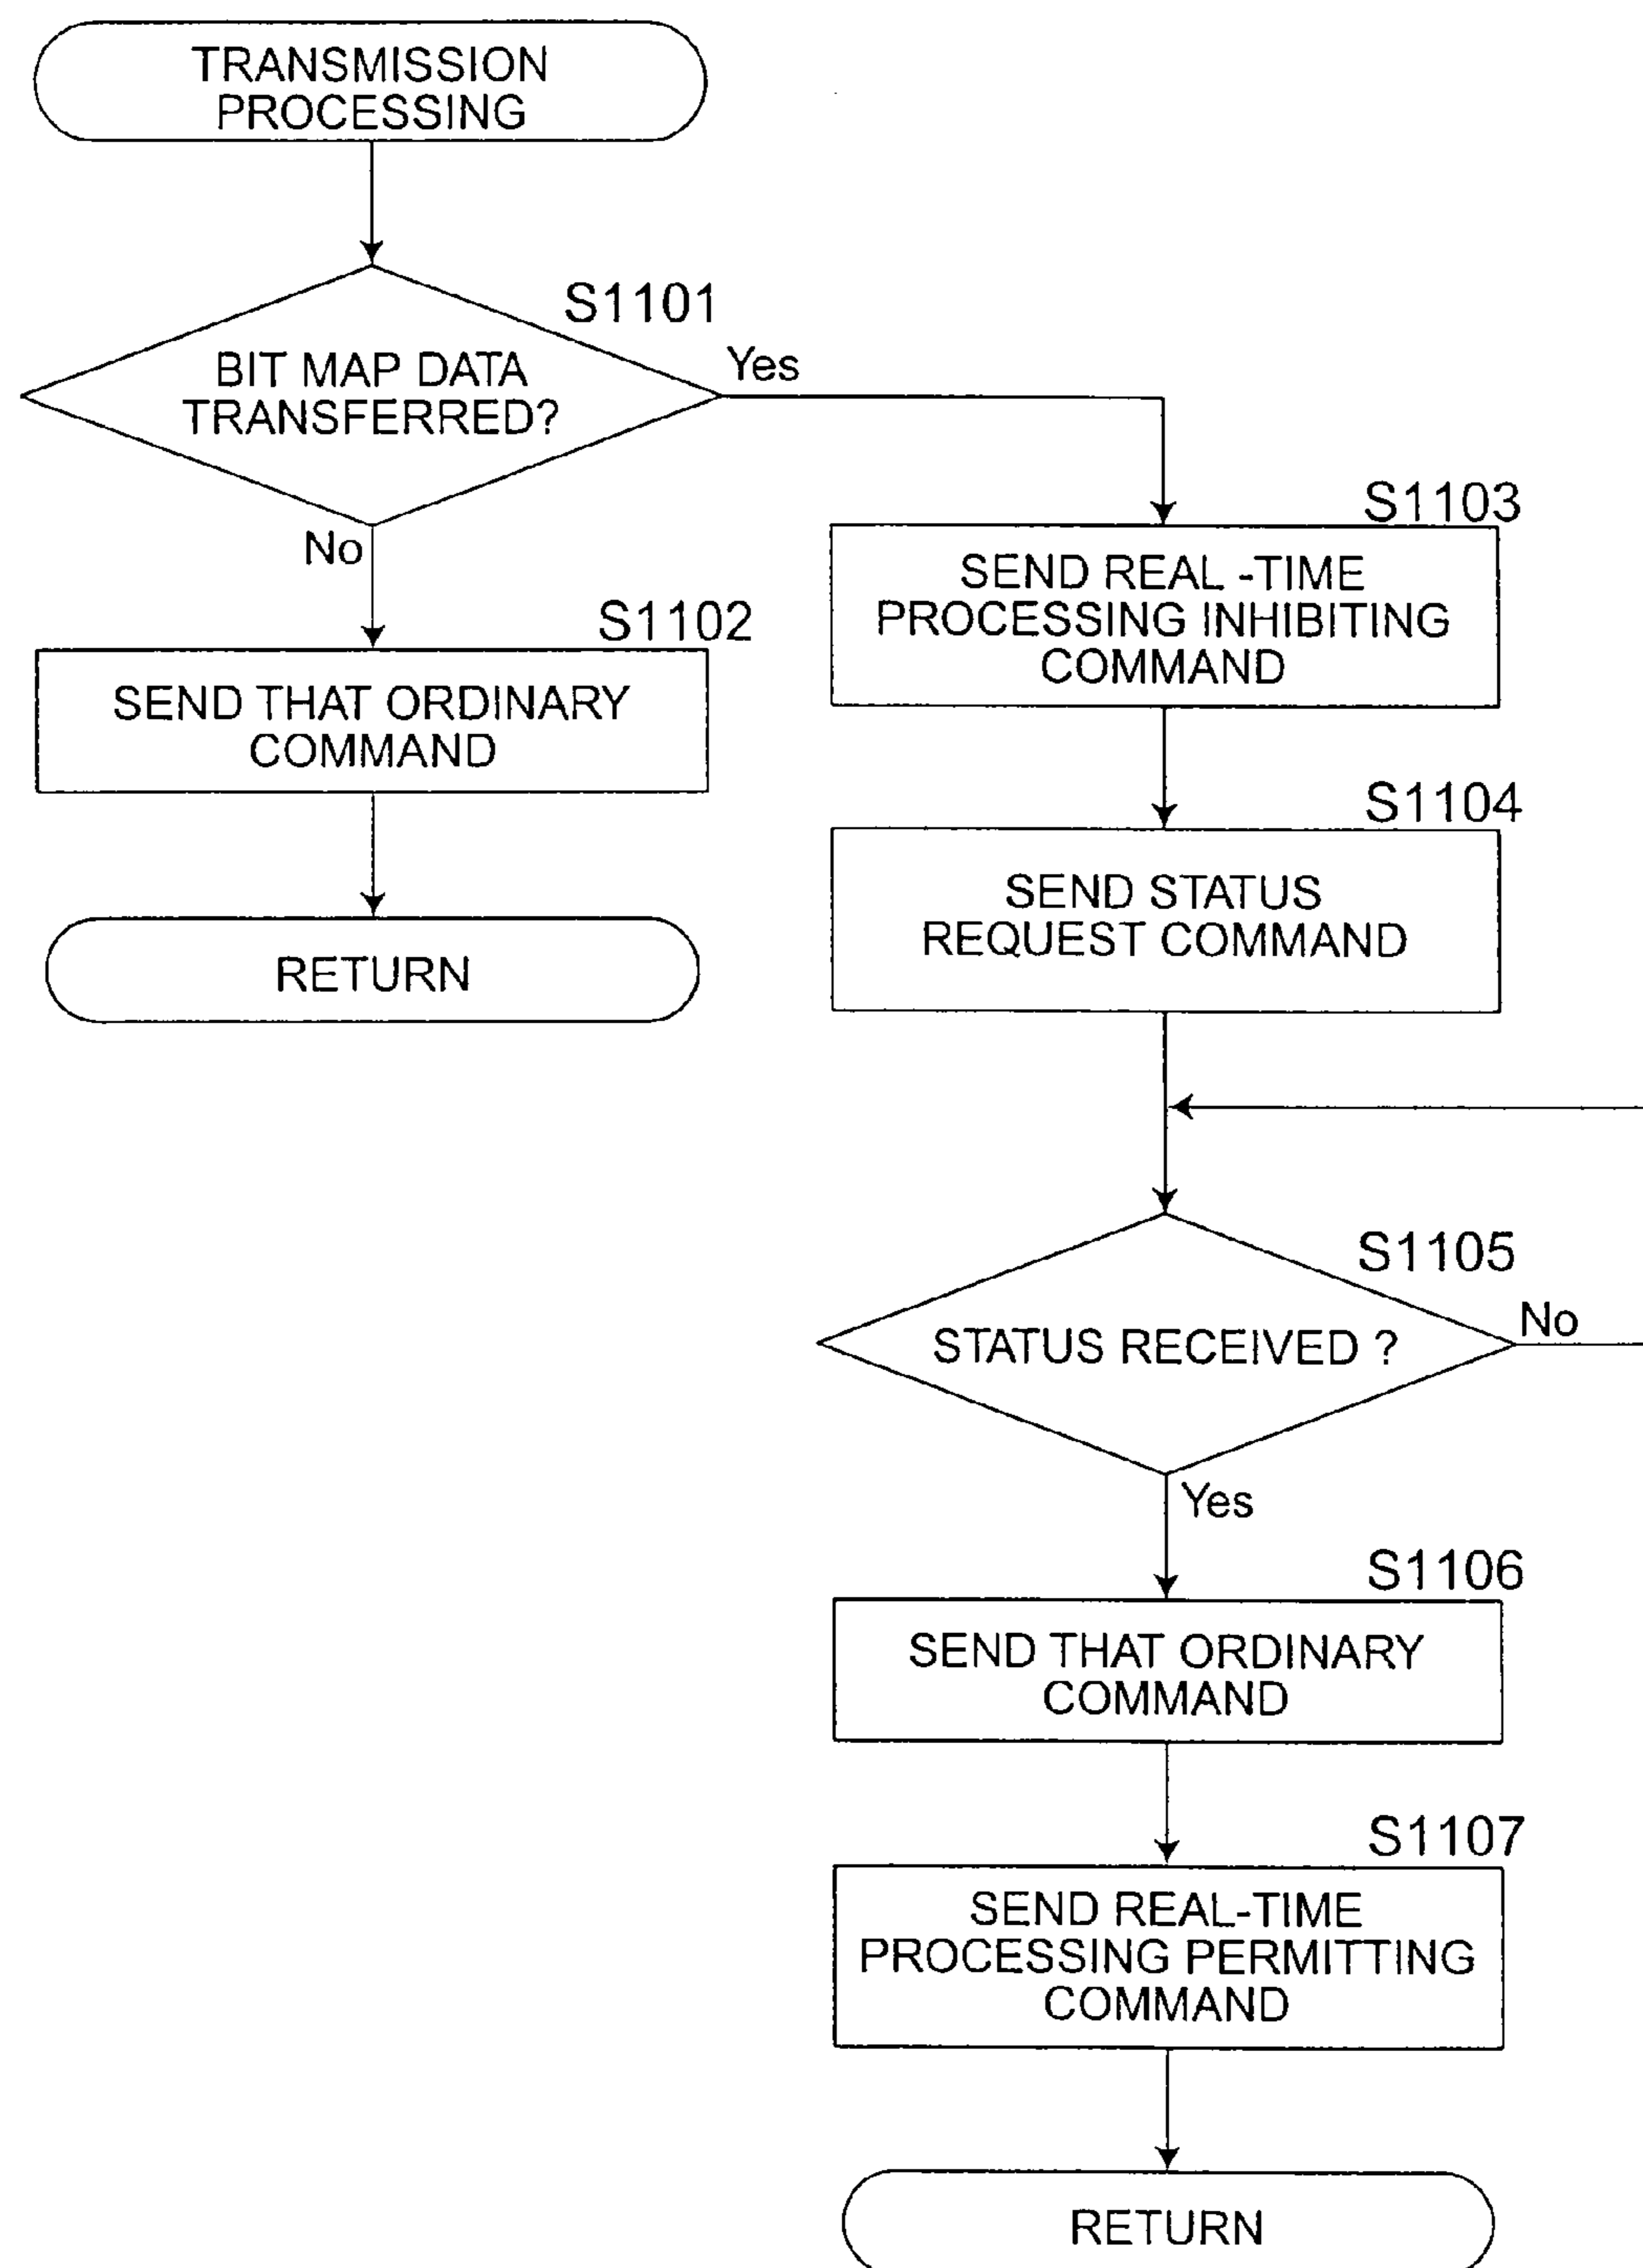 TRANSMISSION
PROCESSING
S1101
BIT MAP DATA
TRANSFERRED?
Yes
No
S1102
SEND THAT ORDINARY
COMMAND
RETURN
S1103
SEND REAL -TIME
PROCESSING INHIBITING
COMMAND
S1104
SEND STATUS
REQUEST COMMAND
S1105
STATUS RECEIVED ?
No
Yes
S1106
SEND THAT ORDINARY
COMMAND
S1107
SEND REAL-TIME
PROCESSING PERMITTING
COMMAND
RETURN